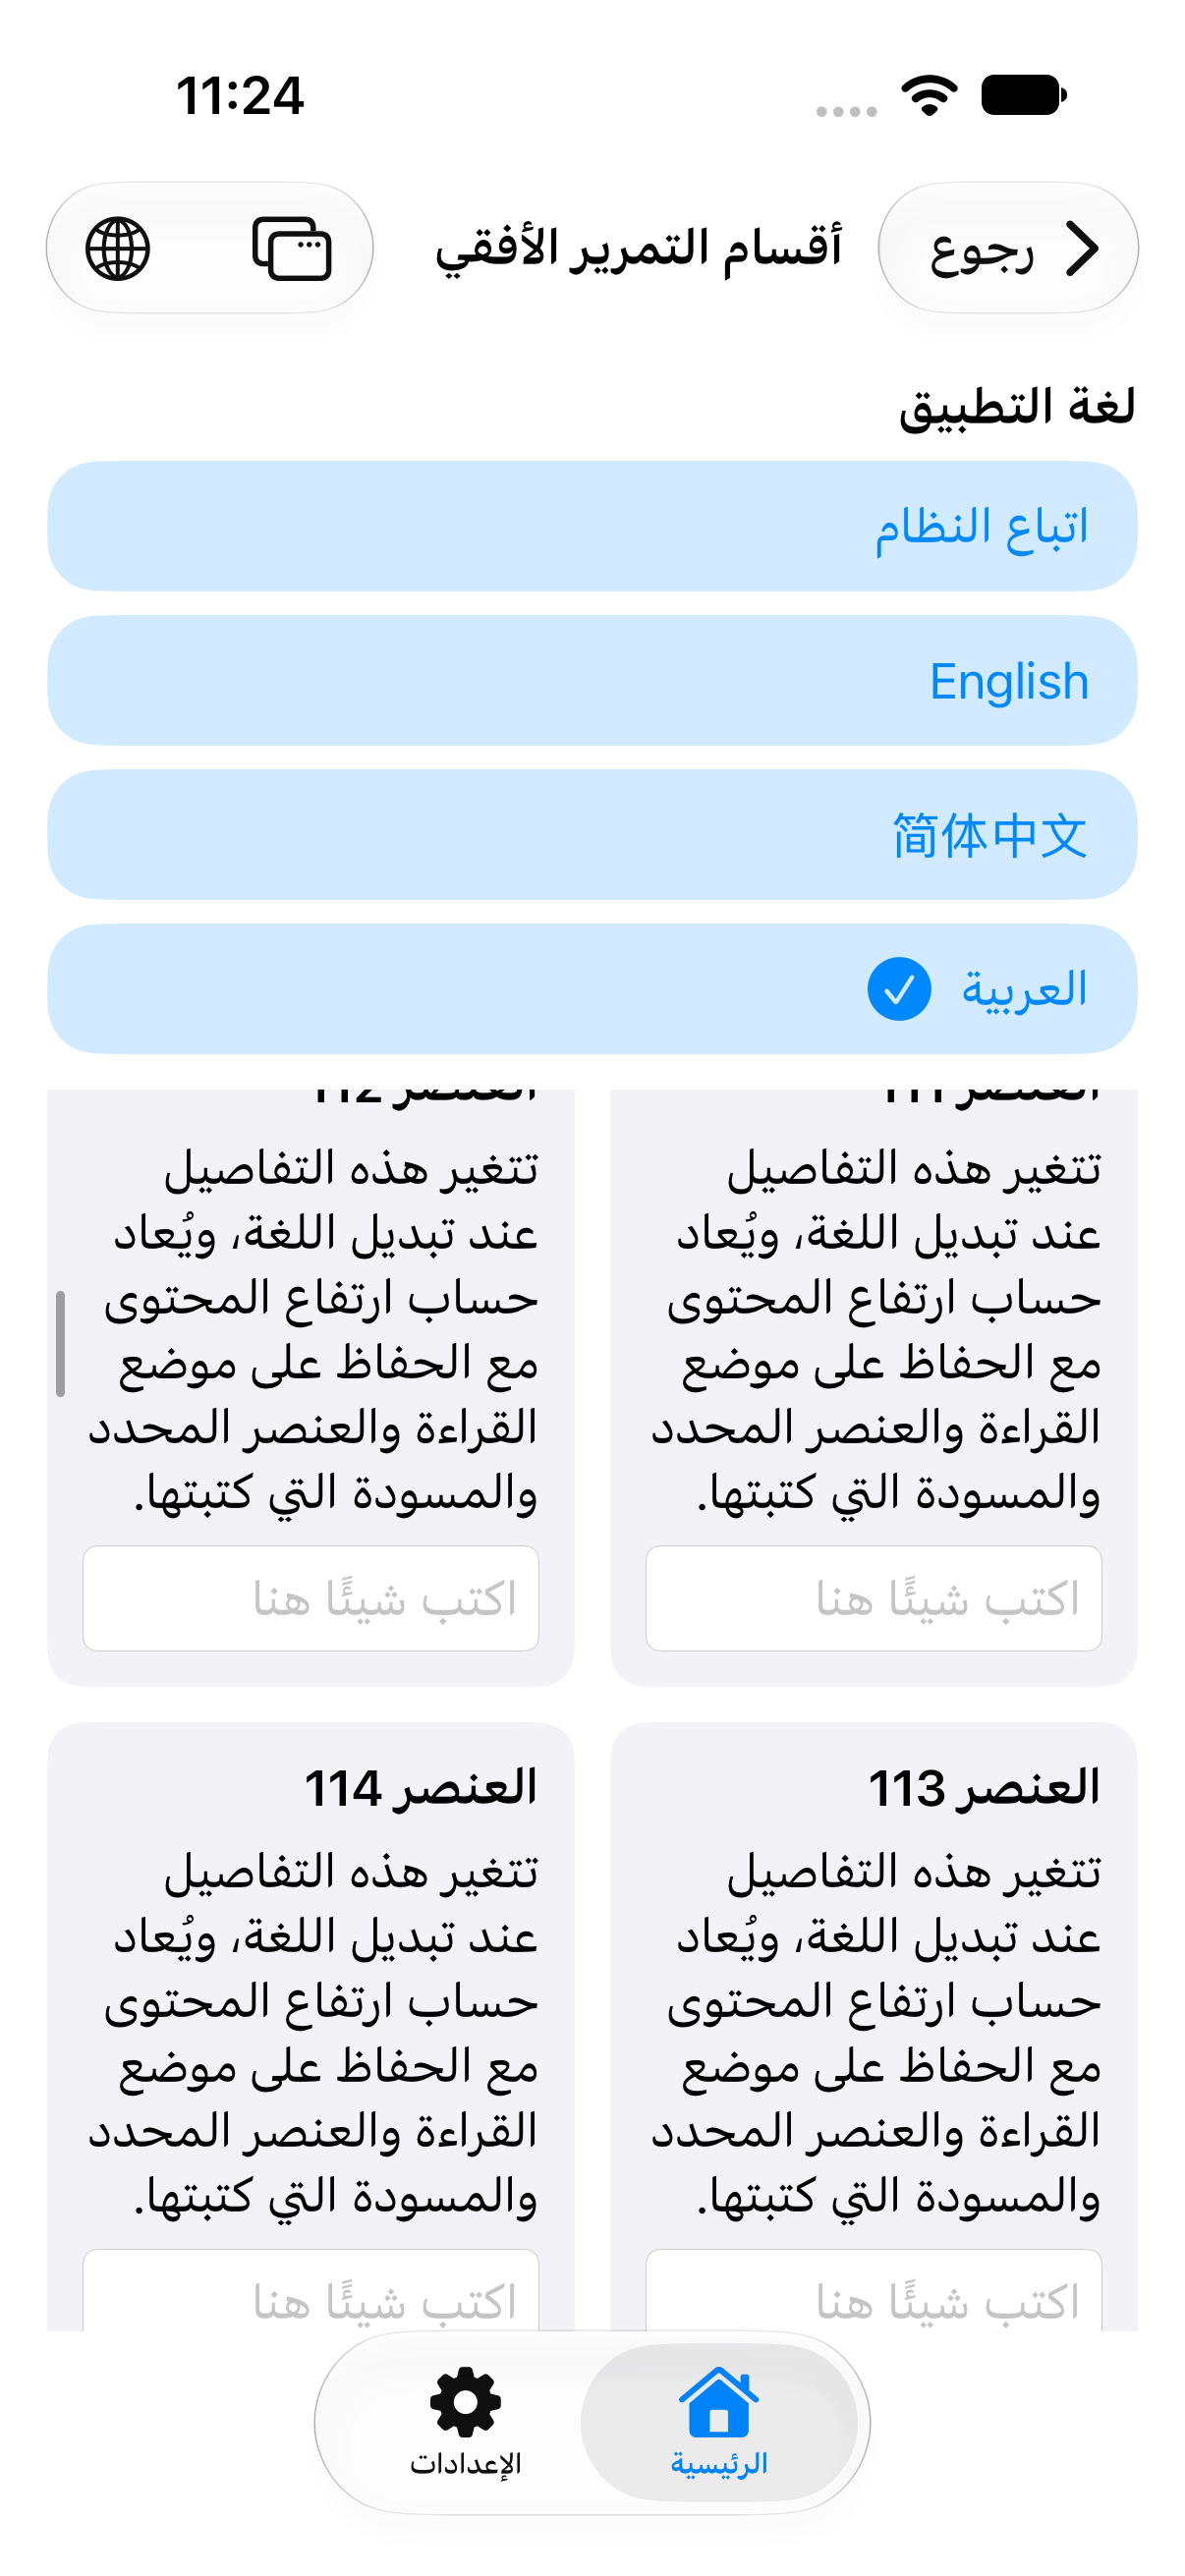 11:24
رجوع
أقسام التمرير الأفقي
لغة التطبيق
اتباع النظام
English
简体中文
العربية
العنصر 111
تتغير هذه التفاصيل
عند تبديل اللغة، ويُعاد
حساب ارتفاع المحتوى
مع الحفاظ على موضع
القراءة والعنصر المحدد
والمسودة التي كتبتها.
اكتب شيئًا هنا
العنصر 112
تتغير هذه التفاصيل
عند تبديل اللغة، ويُعاد
حساب ارتفاع المحتوى
مع الحفاظ على موضع
القراءة والعنصر المحدد
والمسودة التي كتبتها.
اكتب شيئًا هنا
العنصر 113
تتغير هذه التفاصيل
عند تبديل اللغة، ويُعاد
حساب ارتفاع المحتوى
مع الحفاظ على موضع
القراءة والعنصر المحدد
والمسودة التي كتبتها.
اكتب شيئًا هنا
العنصر 114
تتغير هذه التفاصيل
عند تبديل اللغة، ويُعاد
حساب ارتفاع المحتوى
مع الحفاظ على موضع
القراءة والعنصر المحدد
والمسودة التي كتبتها.
اكتب شيئًا هنا
الرئيسية
الإعدادات